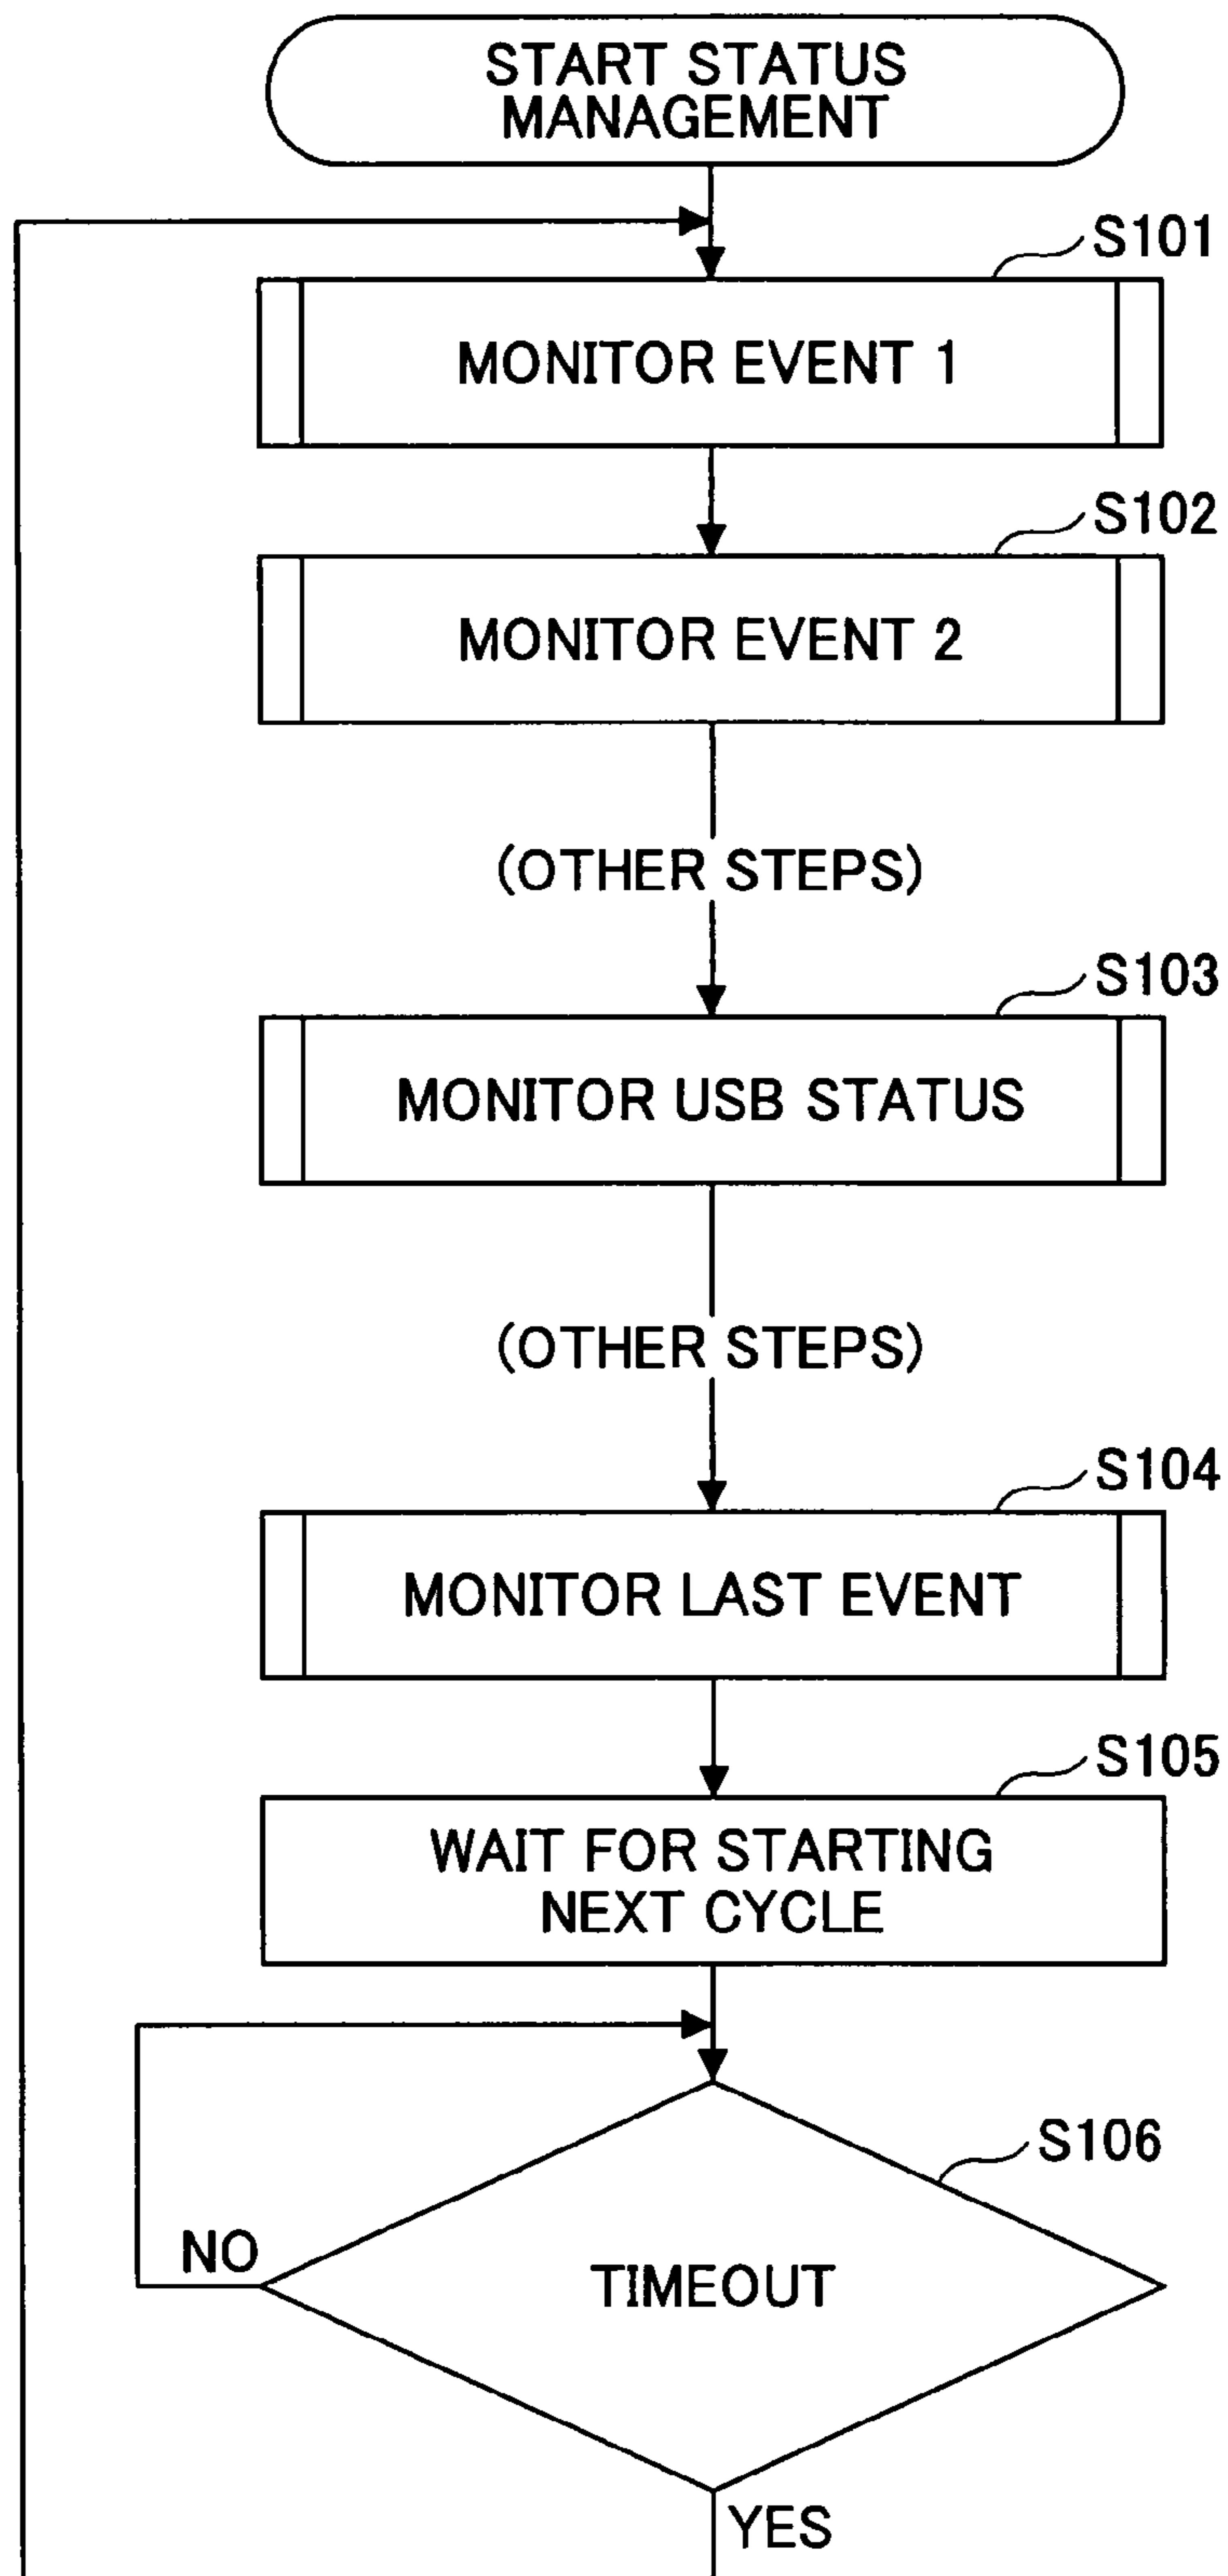 START STATUS
MANAGEMENT
S101
MONITOR EVENT 1
S102
MONITOR EVENT 2
(OTHER STEPS)
S103
MONITOR USB STATUS
(OTHER STEPS)
S104
MONITOR LAST EVENT
S105
WAIT FOR STARTING
NEXT CYCLE
S106
NO
TIMEOUT
YES